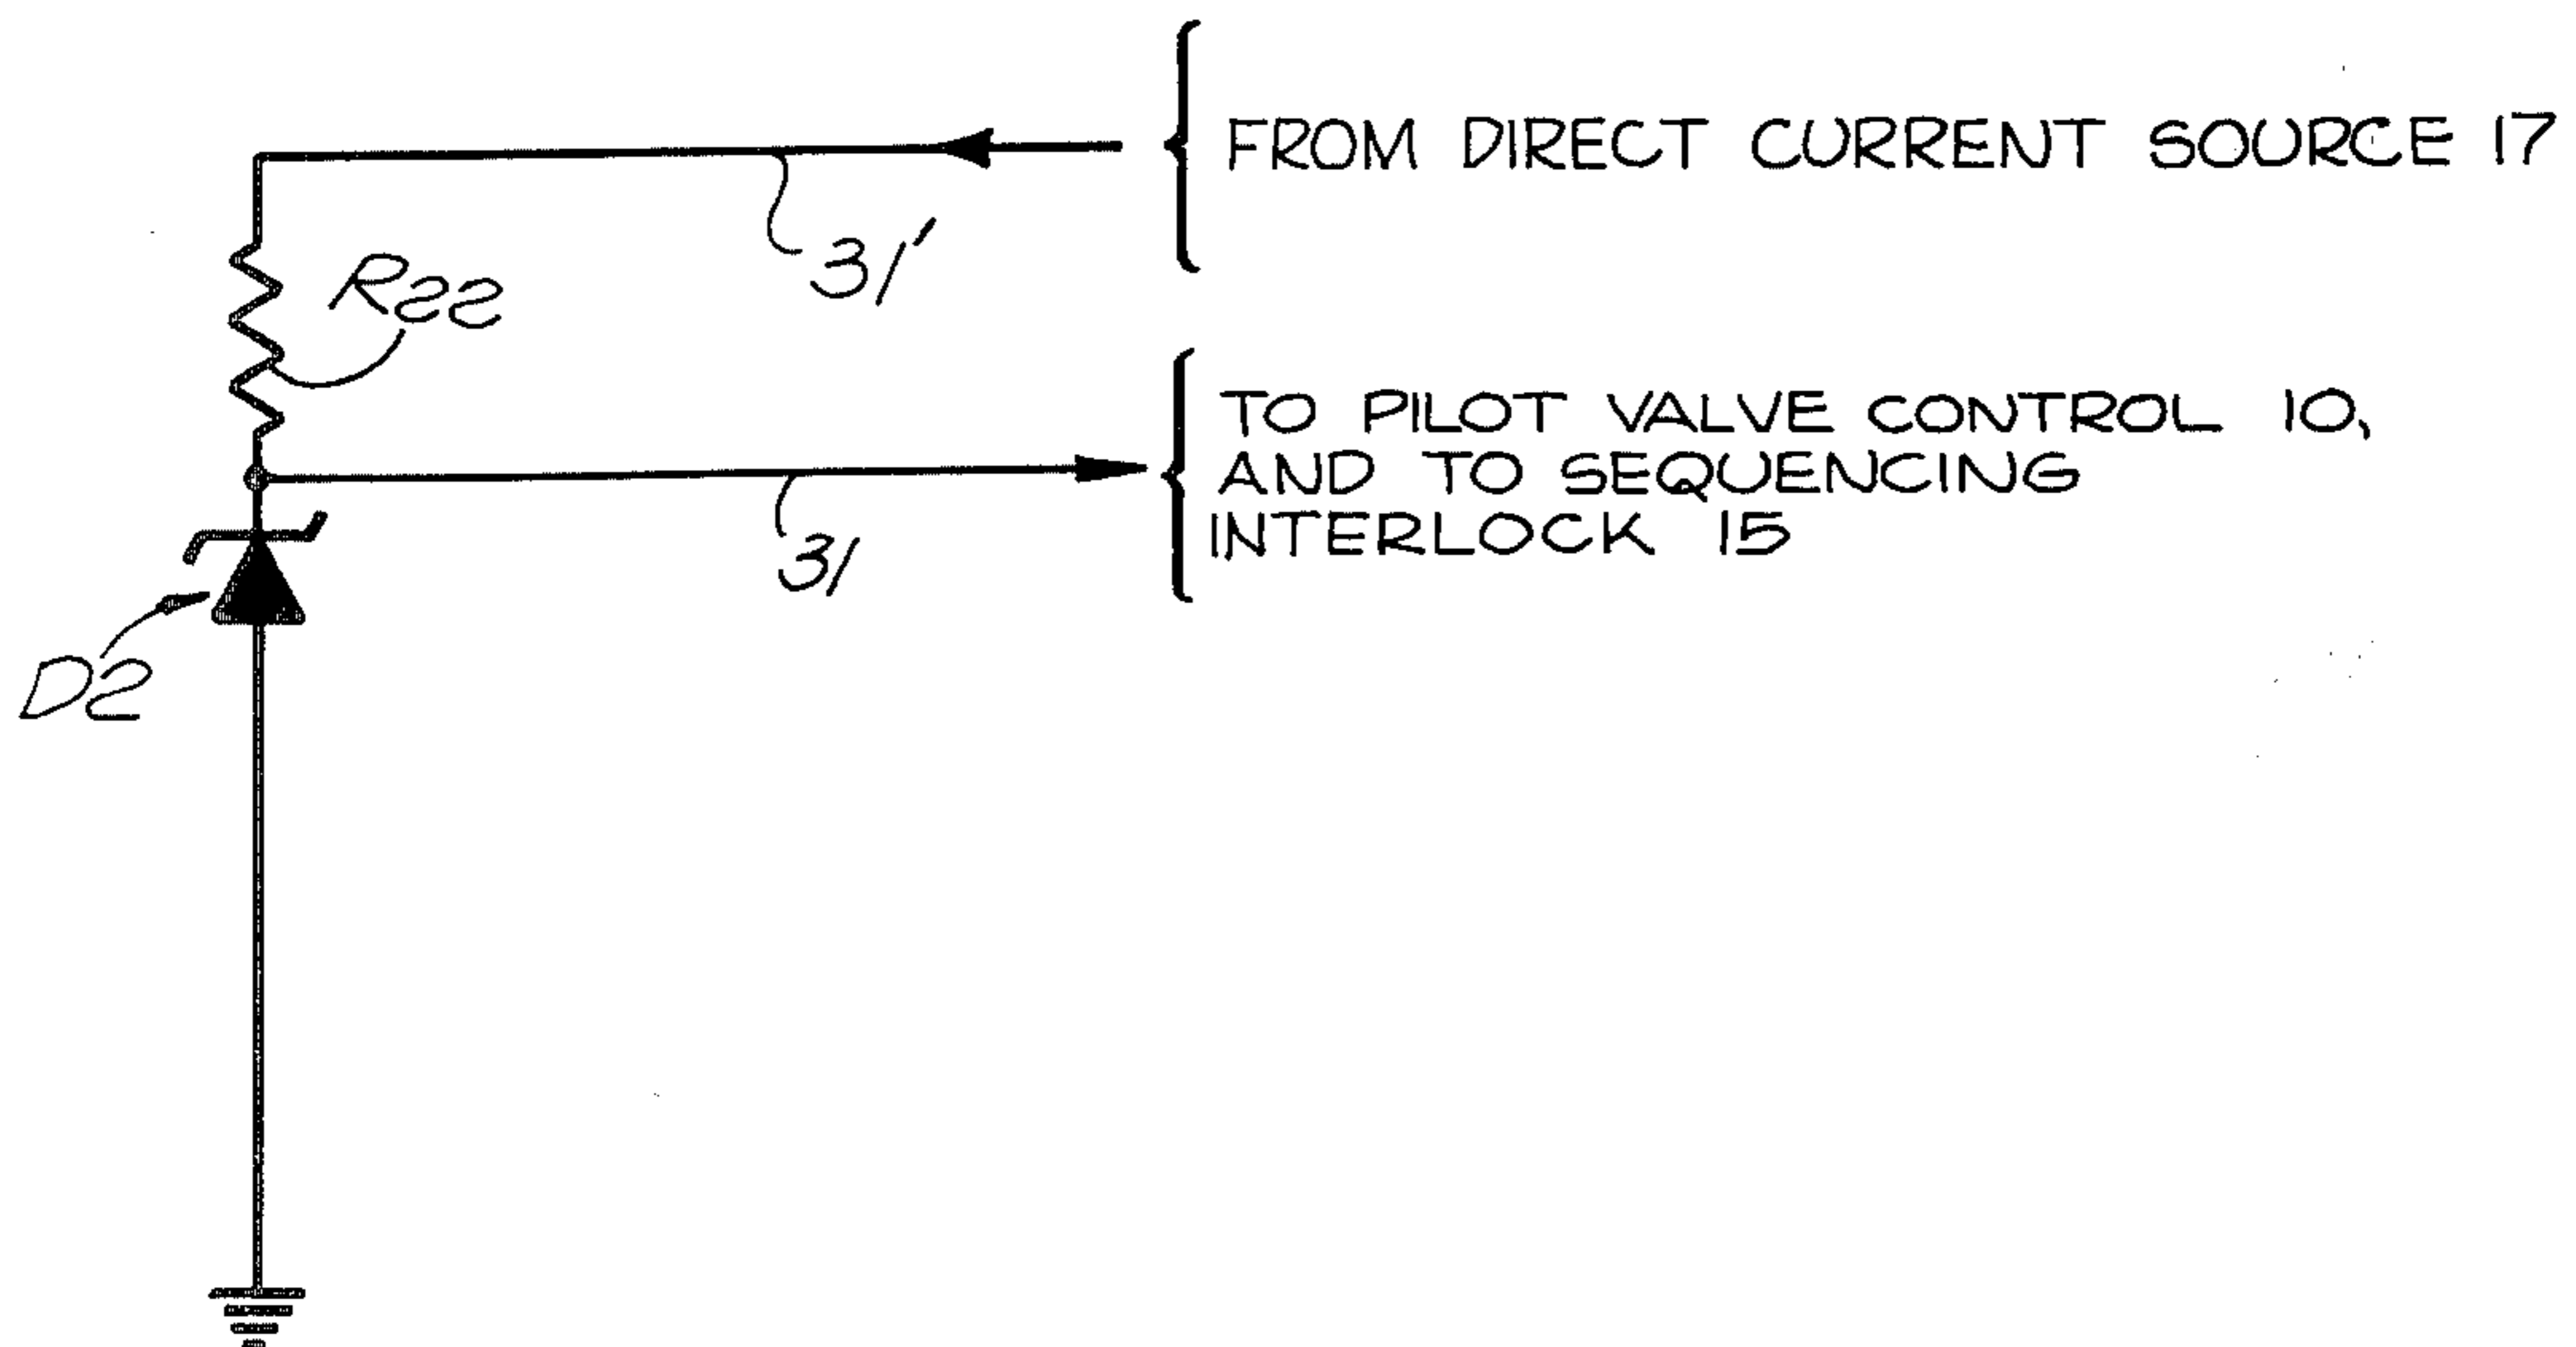 FROM DIRECT CURRENT SOURCE 17
31'
R22
TO PILOT VALVE CONTROL 10,
AND TO SEQUENCING
INTERLOCK 15
31
D2